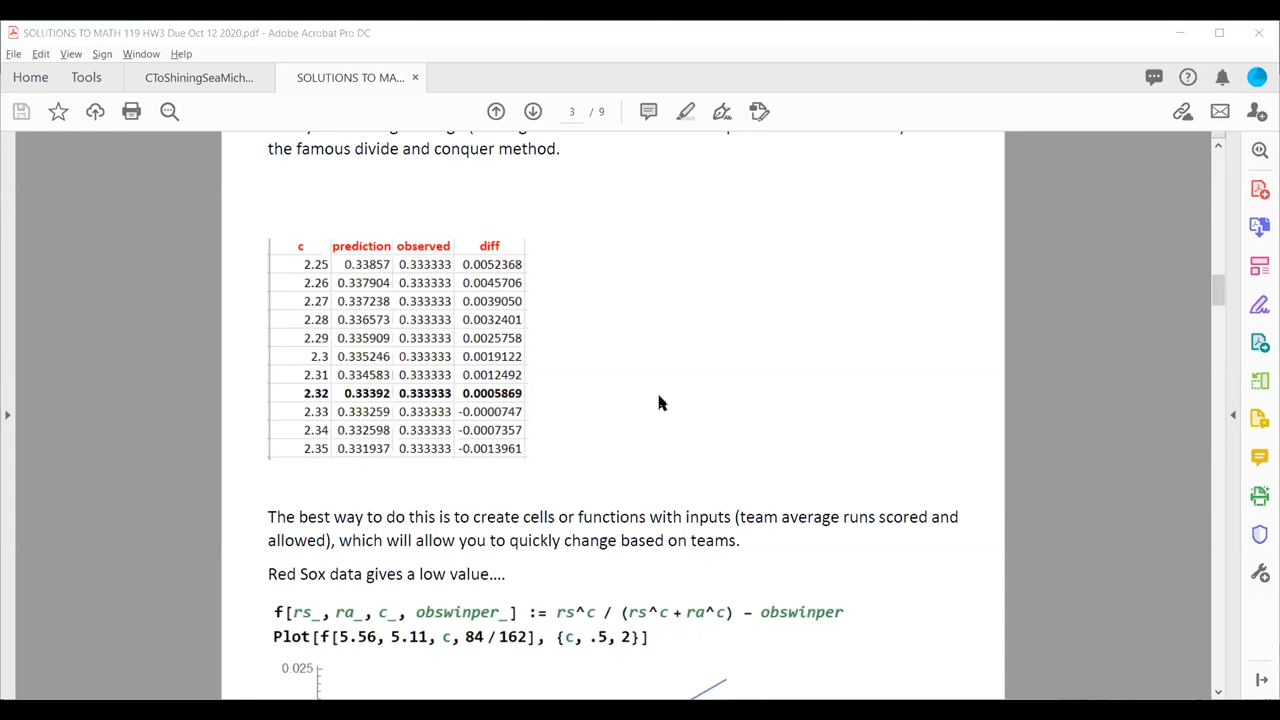 SOLUTIONS TO MATH 119 HW3 Due Oct 12 2020.pdf - Adobe Acrobat Pro DC
File Edit View Sign Window Help
Home Tools CToShiningSeaMich... SOLUTIONS TO MA... ×
3 / 9
the famous divide and conquer method.
c prediction observed diff
2.25 0.33857 0.333333 0.0052368
2.26 0.337904 0.333333 0.0045706
2.27 0.337238 0.333333 0.0039050
2.28 0.336573 0.333333 0.0032401
2.29 0.335909 0.333333 0.0025758
2.3 0.335246 0.333333 0.0019122
2.31 0.334583 0.333333 0.0012492
2.32 0.33392 0.333333 0.0005869
2.33 0.333259 0.333333 -0.0000747
2.34 0.332598 0.333333 -0.0007357
2.35 0.331937 0.333333 -0.0013961
The best way to do this is to create cells or functions with inputs (team average runs scored and
allowed), which will allow you to quickly change based on teams.
Red Sox data gives a low value....
f[rs_, ra_, c_, obswinper_] := rs^c / (rs^c + ra^c) - obswinper
Plot[f[5.56, 5.11, c, 84 / 162], {c, .5, 2}]
0.025